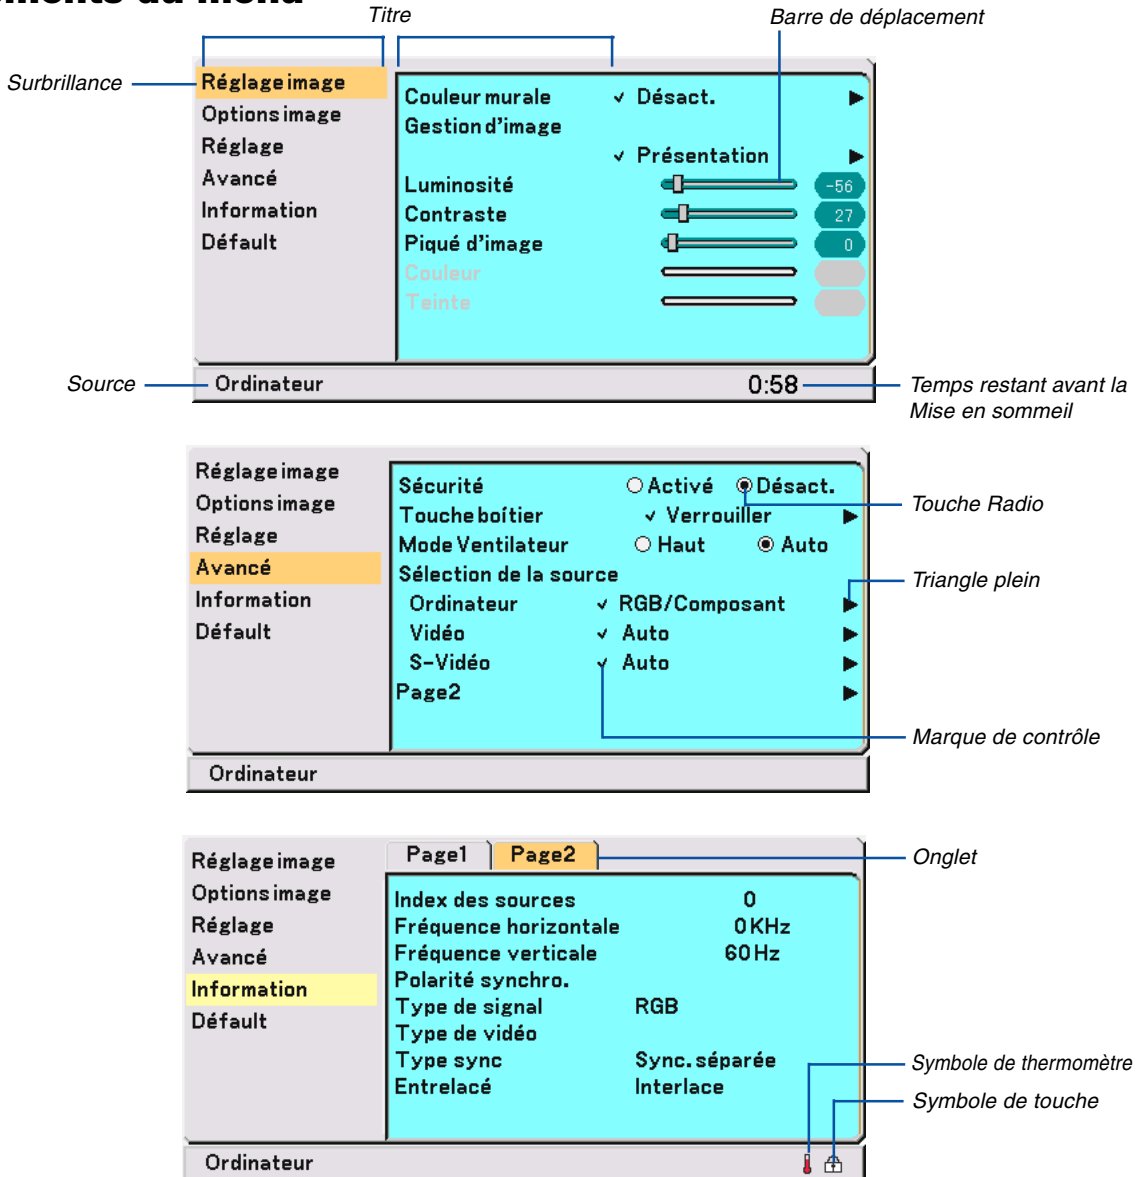 ments du menu
Titre
Barre de déplacement
Surbrillance
Réglage image
Options image
Réglage
Avancé
Information
Défault
Couleur murale ✓ Désact. ▶
Gestion d'image
✓ Présentation ▶
Luminosité -56
Contraste 27
Piqué d'image 0
Couleur
Teinte
Source
Ordinateur 0:58
Temps restant avant la
Mise en sommeil
Réglage image
Options image
Réglage
Avancé
Information
Défault
Sécurité ○ Activé ◉ Désact.
Touche boîtier ✓ Verrouiller ▶
Mode Ventilateur ○ Haut ◉ Auto
Sélection de la source
Ordinateur ✓ RGB/Composant ▶
Vidéo ✓ Auto ▶
S-Vidéo ✓ Auto ▶
Page2 ▶
Touche Radio
Triangle plein
Marque de contrôle
Ordinateur
Réglage image
Options image
Réglage
Avancé
Information
Défault
Page1 Page2
Onglet
Index des sources 0
Fréquence horizontale 0 KHz
Fréquence verticale 60 Hz
Polarité synchro.
Type de signal RGB
Type de vidéo
Type sync Sync. séparée
Entrelacé Interlace
Symbole de thermomètre
Symbole de touche
Ordinateur